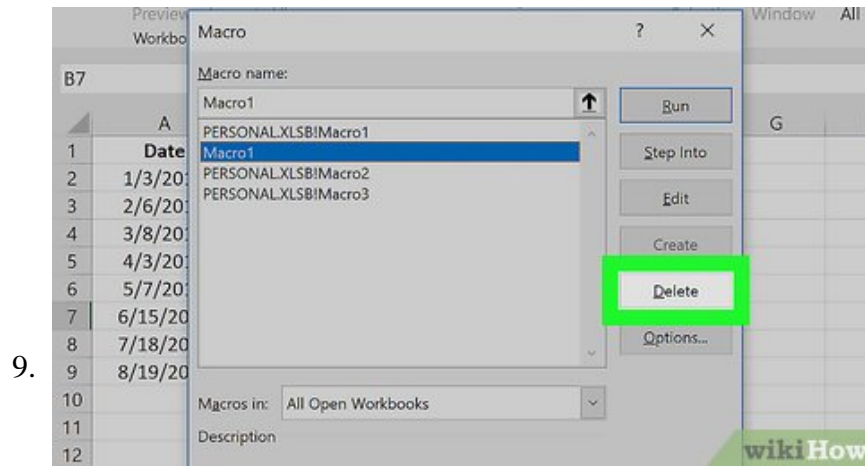 Preview
Window
All
Workbo
Macro
?
B7
Macro name:
Macro1
Run
A
G
PERSONAL.XLSB!Macro1
1 Date
Macro1
Step Into
2 1/3/20
PERSONAL.XLSB!Macro2
PERSONAL.XLSB!Macro3
3 2/6/20
Edit
4 3/8/20
Create
5 4/3/20
6 5/7/20
Delete
7 6/15/20
8 7/18/20
Options...
9. 9 8/19/20
10
Macros in: All Open Workbooks
11
Description
12
wikiHow